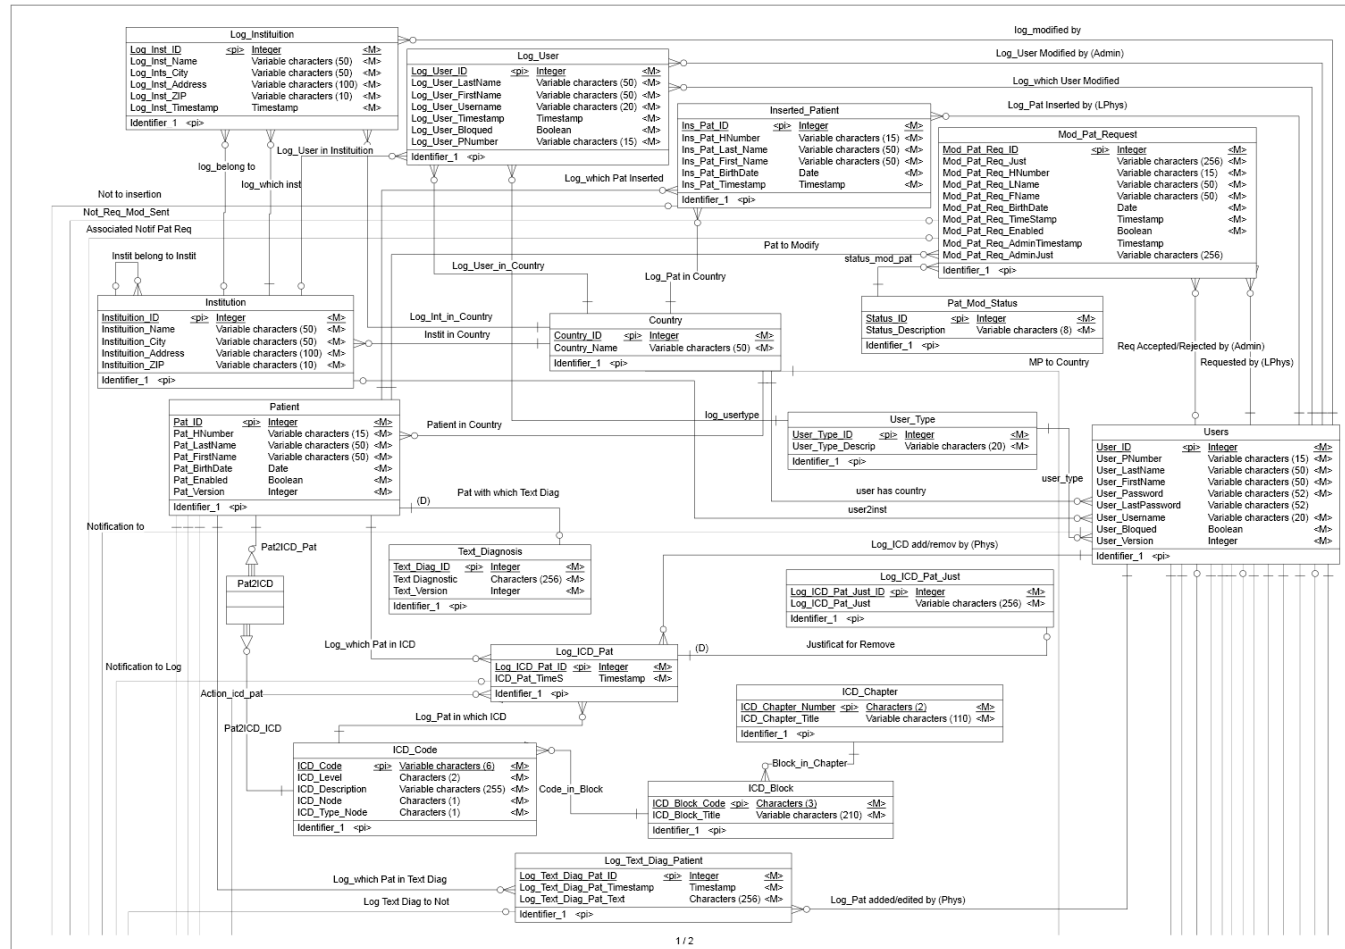 log_modified by
Log_Instituition
Log_Inst_ID <pi> Integer <M>
Log_Inst_Name Variable characters (50) <M>
Log_Ints_City Variable characters (50) <M>
Log_Inst_Address Variable characters (100) <M>
Log_Inst_ZIP Variable characters (10) <M>
Log_Inst_Timestamp Timestamp <M>
Identifier_1 <pi>
Log_User
Log_User_ID <pi> Integer <M>
Log_User_LastName Variable characters (50) <M>
Log_User_FirstName Variable characters (50) <M>
Log_User_Username Variable characters (20) <M>
Log_User_Timestamp Timestamp <M>
Log_User_Bloqued Boolean <M>
Log_User_PNumber Variable characters (15) <M>
Identifier_1 <pi>
Log_User Modified by (Admin)
Log_which User Modified
Log_Pat Inserted by (LPhys)
Inserted_Patient
Ins_Pat_ID <pi> Integer <M>
Ins_Pat_HNumber Variable characters (15) <M>
Ins_Pat_Last_Name Variable characters (50) <M>
Ins_Pat_First_Name Variable characters (50) <M>
Ins_Pat_BirthDate Date <M>
Ins_Pat_Timestamp Timestamp <M>
Identifier_1 <pi>
Mod_Pat_Request
Mod_Pat_Req_ID <pi> Integer <M>
Mod_Pat_Req_Just Variable characters (256) <M>
Mod_Pat_Req_HNumber Variable characters (15) <M>
Mod_Pat_Req_LName Variable characters (50) <M>
Mod_Pat_Req_FName Variable characters (50) <M>
Mod_Pat_Req_BirthDate Date <M>
Mod_Pat_Req_TimeStamp Timestamp <M>
Mod_Pat_Req_Enabled Boolean <M>
Mod_Pat_Req_AdminTimestamp Timestamp
Mod_Pat_Req_AdminJust Variable characters (256)
Identifier_1 <pi>
Log_User in Instituition
log_belong to
log_which inst
Log_which Pat Inserted
Not to insertion
Not_Req_Mod_Sent
Associated Notif Pat Req
Instit belong to Instit
Pat to Modify
status_mod_pat
Log_User_in_Country
Log_Pat in Country
Institution
Instituition_ID <pi> Integer <M>
Instituition_Name Variable characters (50) <M>
Instituition_City Variable characters (50) <M>
Instituition_Address Variable characters (100) <M>
Instituition_ZIP Variable characters (10) <M>
Identifier_1 <pi>
Log_Int_in_Country
Instit in Country
Country
Country_ID <pi> Integer <M>
Country_Name Variable characters (50) <M>
Identifier_1 <pi>
Pat_Mod_Status
Status_ID <pi> Integer <M>
Status_Description Variable characters (8) <M>
Identifier_1 <pi>
Req Accepted/Rejected by (Admin)
MP to Country
Requested by (LPhys)
Patient
Pat_ID <pi> Integer <M>
Pat_HNumber Variable characters (15) <M>
Pat_LastName Variable characters (50) <M>
Pat_FirstName Variable characters (50) <M>
Pat_BirthDate Date <M>
Pat_Enabled Boolean <M>
Pat_Version Integer <M>
Identifier_1 <pi>
Patient in Country
log_usertype
User_Type
User_Type_ID <pi> Integer <M>
User_Type_Descrip Variable characters (20) <M>
Identifier_1 <pi>
Users
User_ID <pi> Integer <M>
User_PNumber Variable characters (15) <M>
User_LastName Variable characters (50) <M>
User_FirstName Variable characters (50) <M>
User_Password Variable characters (52) <M>
User_LastPassword Variable characters (52)
User_Username Variable characters (20) <M>
User_Bloqued Boolean <M>
User_Version Integer <M>
Identifier_1 <pi>
user_type
Pat with which Text Diag
(D)
user has country
user2inst
Notification to
Pat2ICD_Pat
Pat2ICD
Text_Diagnosis
Text_Diag_ID <pi> Integer <M>
Text Diagnostic Characters (256) <M>
Text_Version Integer <M>
Identifier_1 <pi>
Log_ICD add/remov by (Phys)
Log_ICD_Pat_Just
Log_ICD_Pat_Just_ID <pi> Integer <M>
Log_ICD_Pat_Just Variable characters (256) <M>
Identifier_1 <pi>
Log_which Pat in ICD
Log_ICD_Pat
Log_ICD_Pat_ID <pi> Integer <M>
ICD_Pat_TimeS Timestamp <M>
Identifier_1 <pi>
(D)
Justificat for Remove
Notification to Log
Action_icd_pat
Log_Pat in which ICD
Pat2ICD_ICD
ICD_Chapter
ICD_Chapter_Number <pi> Characters (2) <M>
ICD_Chapter_Title Variable characters (110) <M>
Identifier_1 <pi>
ICD_Code
ICD_Code <pi> Variable characters (6) <M>
ICD_Level Characters (2) <M>
ICD_Description Variable characters (255) <M>
ICD_Node Characters (1) <M>
ICD_Type_Node Characters (1) <M>
Identifier_1 <pi>
Block_in_Chapter
Code_in_Block
ICD_Block
ICD_Block_Code <pi> Characters (3) <M>
ICD_Block_Title Variable characters (210) <M>
Identifier_1 <pi>
Log_Text_Diag_Patient
Log_Text_Diag_Pat_ID <pi> Integer <M>
Log_Text_Diag_Pat_Timestamp Timestamp <M>
Log_Text_Diag_Pat_Text Characters (256) <M>
Identifier_1 <pi>
Log_which Pat in Text Diag
Log Text Diag to Not
Log_Pat added/edited by (Phys)
1 / 2